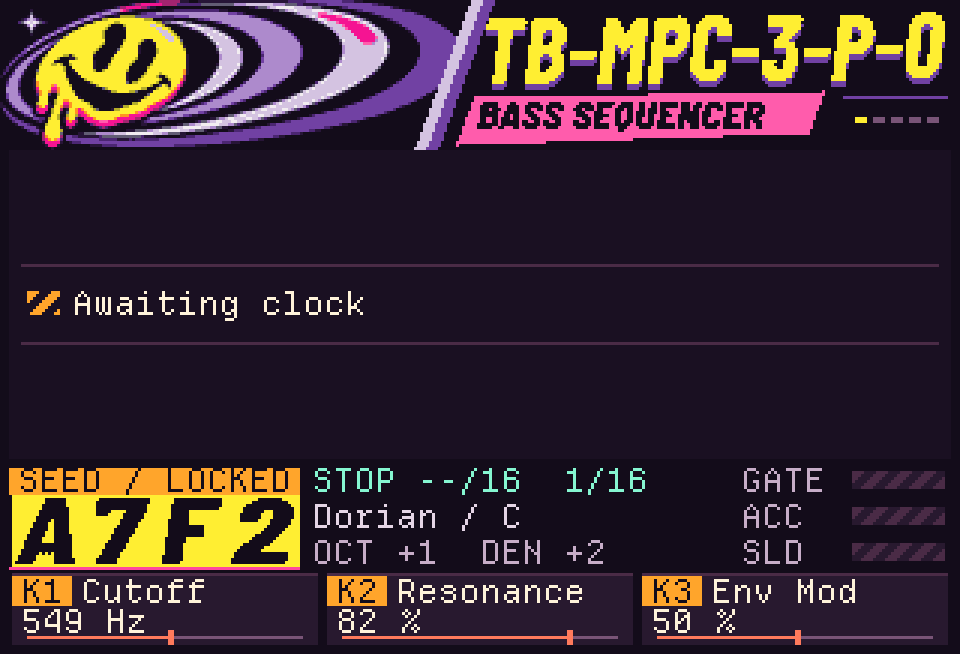 TB-MPC-3-P-O
BASS SEQUENCER
Awaiting clock
SEED / LOCKED
A7F2
STOP --/16 1/16
Dorian / C
OCT +1 DEN +2
GATE
ACC
SLD
K1 Cutoff
549 Hz
K2 Resonance
82 %
K3 Env Mod
50 %